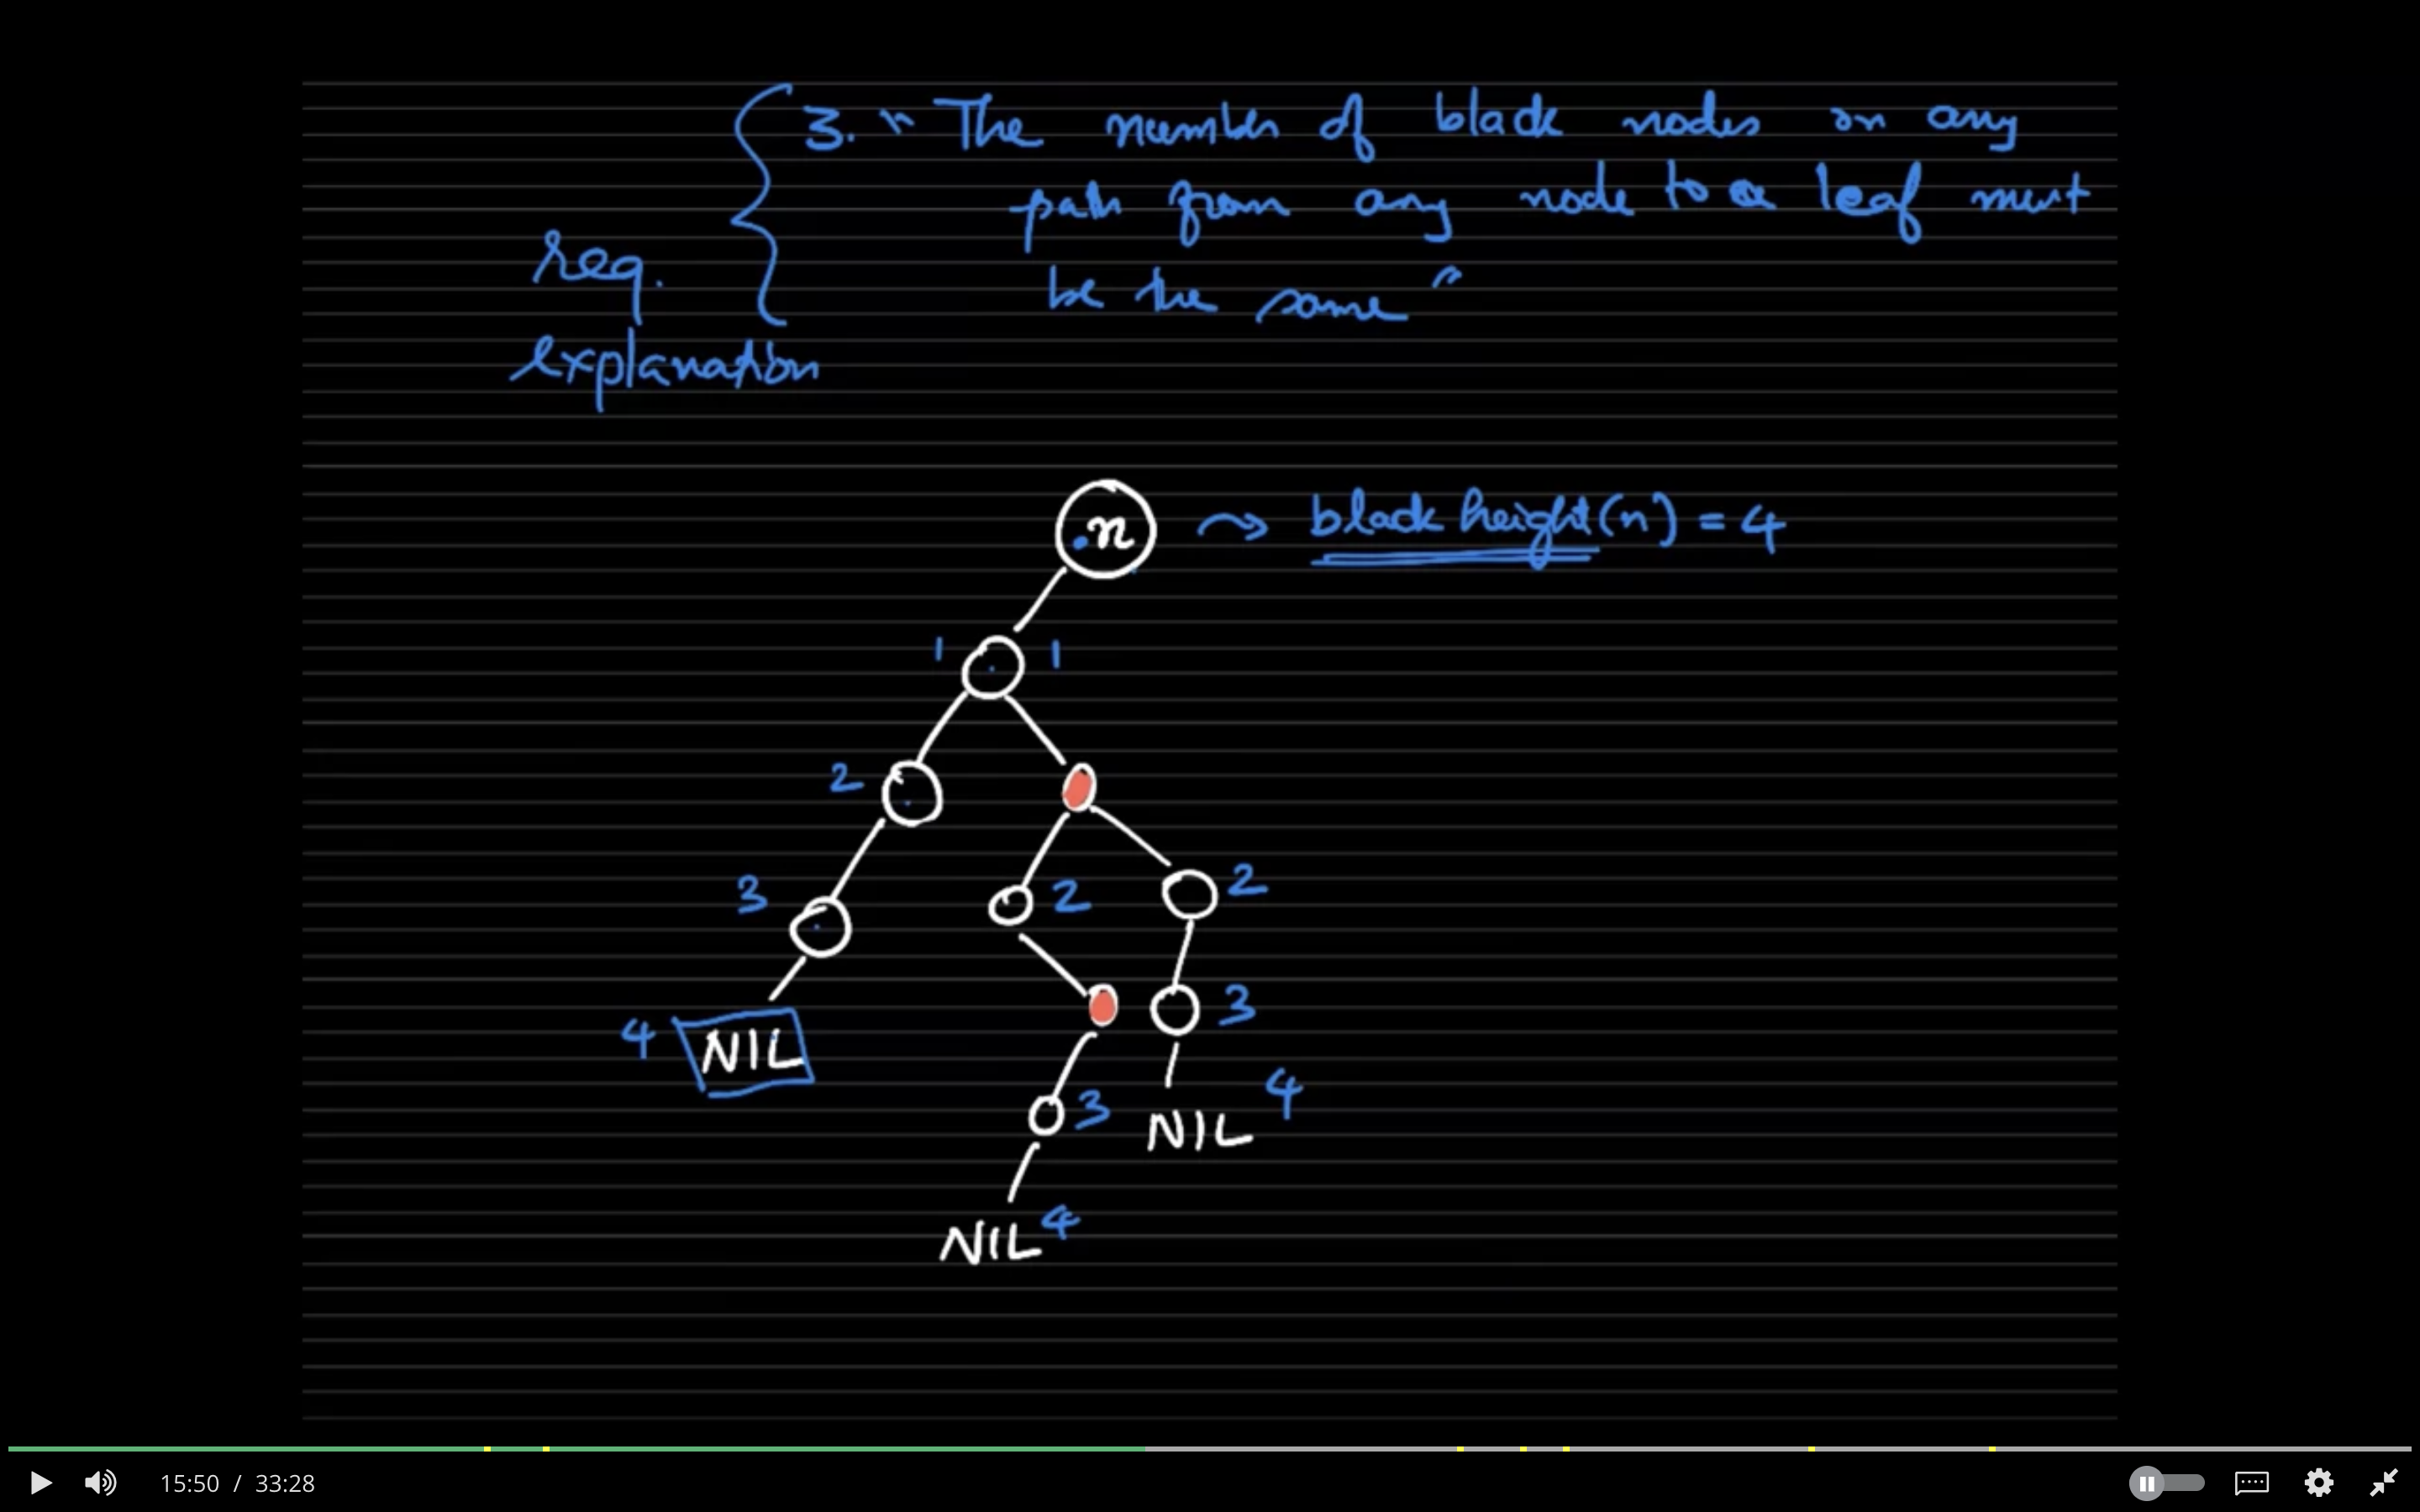 3. "The number of black nodes on any
path from any node to a leaf must
be the same"
req.
explanation
n → black height(n) = 4
1 1
2
3 2 2
4 NIL 3
3 NIL 4
NIL 4
15:50 / 33:28